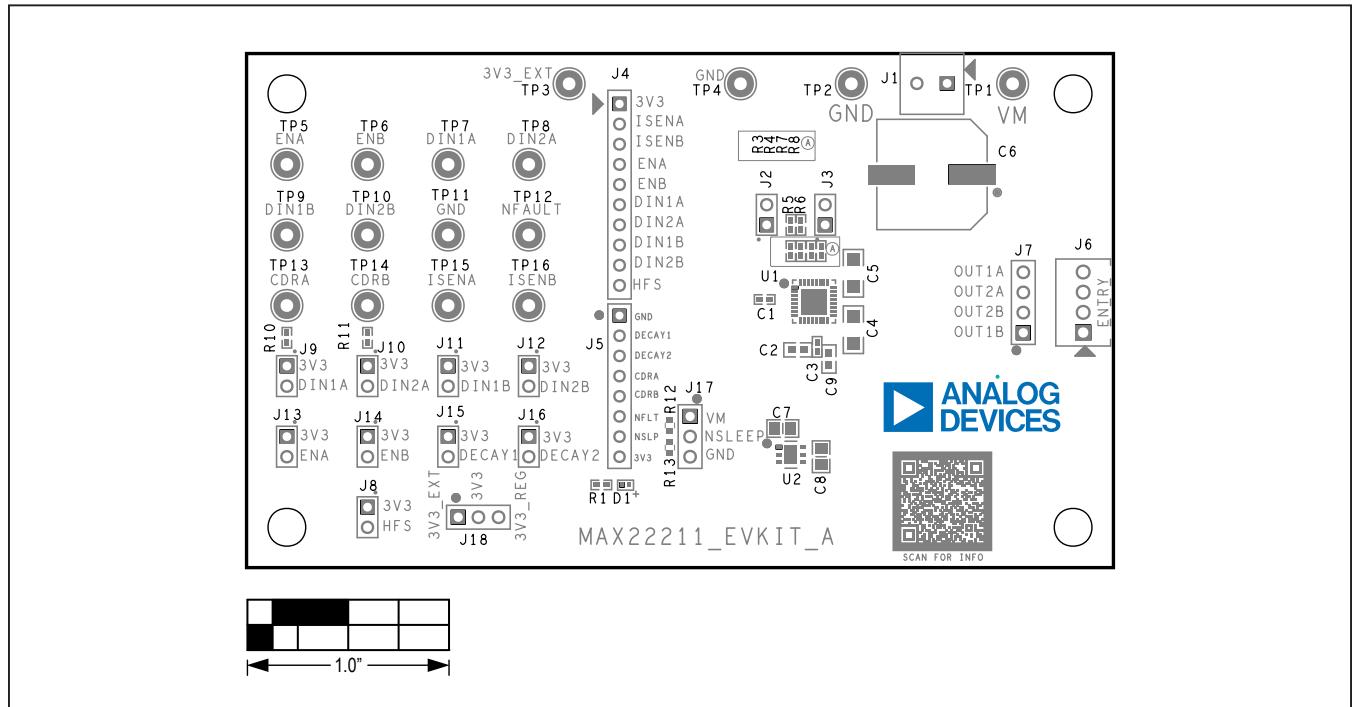 3V3_EXT
TP3
J4
GND
TP4
TP2
GND
J1
TP1
VM
3V3
ISENA
ISENB
ENA
ENB
DIN1A
DIN2A
DIN1B
DIN2B
HFS
TP5
ENA
TP6
ENB
TP7
DIN1A
TP8
DIN2A
TP9
DIN1B
TP10
DIN2B
TP11
GND
TP12
NFAULT
TP13
CDRA
TP14
CDRB
TP15
ISENA
TP16
ISENB
R3
R4
R7
R8
A
C6
J2
R5
R6
J3
A
U1
C5
C1
C4
C2
C3
C9
J7
OUT1A
OUT2A
OUT2B
OUT1B
J6
ENTRY
R10
R11
J9
3V3
DIN1A
J10
3V3
DIN2A
J11
3V3
DIN1B
J12
3V3
DIN2B
J5
GND
DECAY1
DECAY2
CDRA
CDRB
NFLT
NSLP
3V3
J13
3V3
ENA
J14
3V3
ENB
J15
3V3
DECAY1
J16
3V3
DECAY2
R12
R13
J17
VM
NSLEEP
GND
C7
U2
C8
ANALOG
DEVICES
J8
3V3
HFS
3V3_EXT
3V3
3V3_REG
J18
R1
D1
+
MAX22211_EVKIT_A
SCAN FOR INFO
1.0”